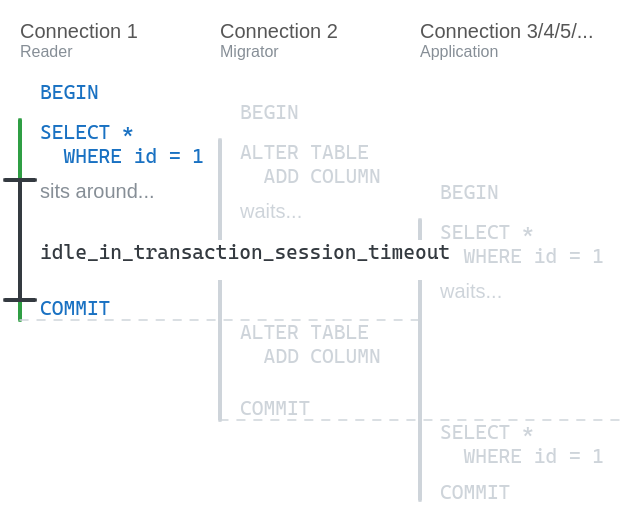 Connection 1
Reader
BEGIN
SELECT *
WHERE id = 1
sits around...
idle_in_transaction_session_timeout
COMMIT
Connection 2
Migrator
BEGIN
ALTER TABLE
ADD COLUMN
waits...
ALTER TABLE
ADD COLUMN
COMMIT
Connection 3/4/5/...
Application
BEGIN
SELECT *
WHERE id = 1
waits...
SELECT *
WHERE id = 1
COMMIT